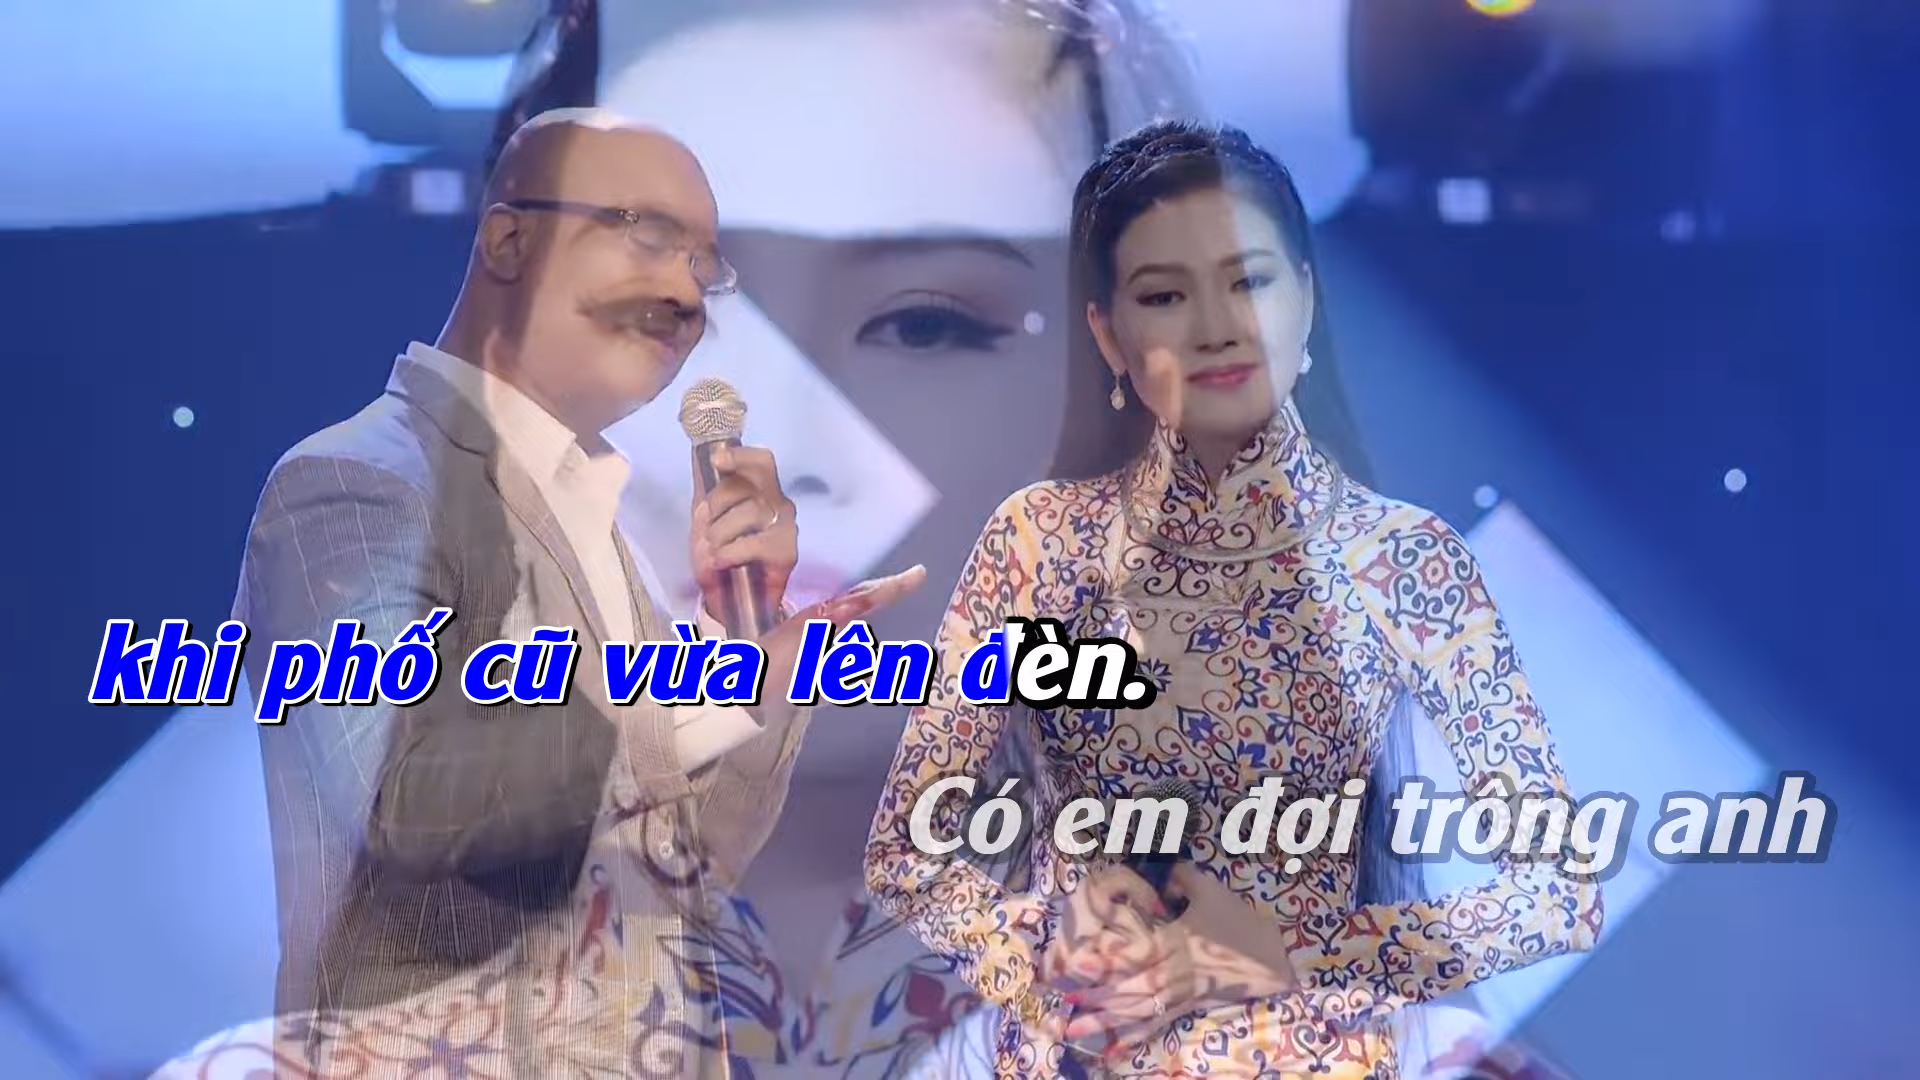 khi phố cũ vừa lên đèn.
Có em đợi trông anh